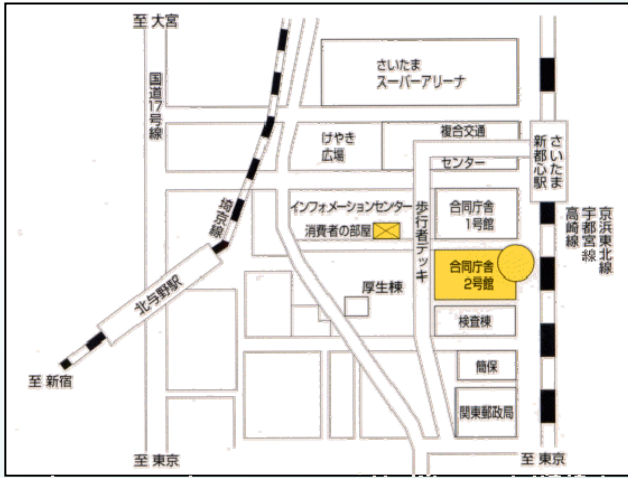 至 大宮
国道17号線
さいたま
スーパーアリーナ
けやき
広場
複合交通
センター
さいたま
新都心駅
埼京線
インフォメーションセンター
消費者の部屋
歩行者デッキ
合同庁舎
1号館
京浜東北線
宇都宮線
高崎線
合同庁舎
2号館
北与野駅
厚生棟
検査棟
簡保
関東郵政局
至 新宿
至 東京
至 東京